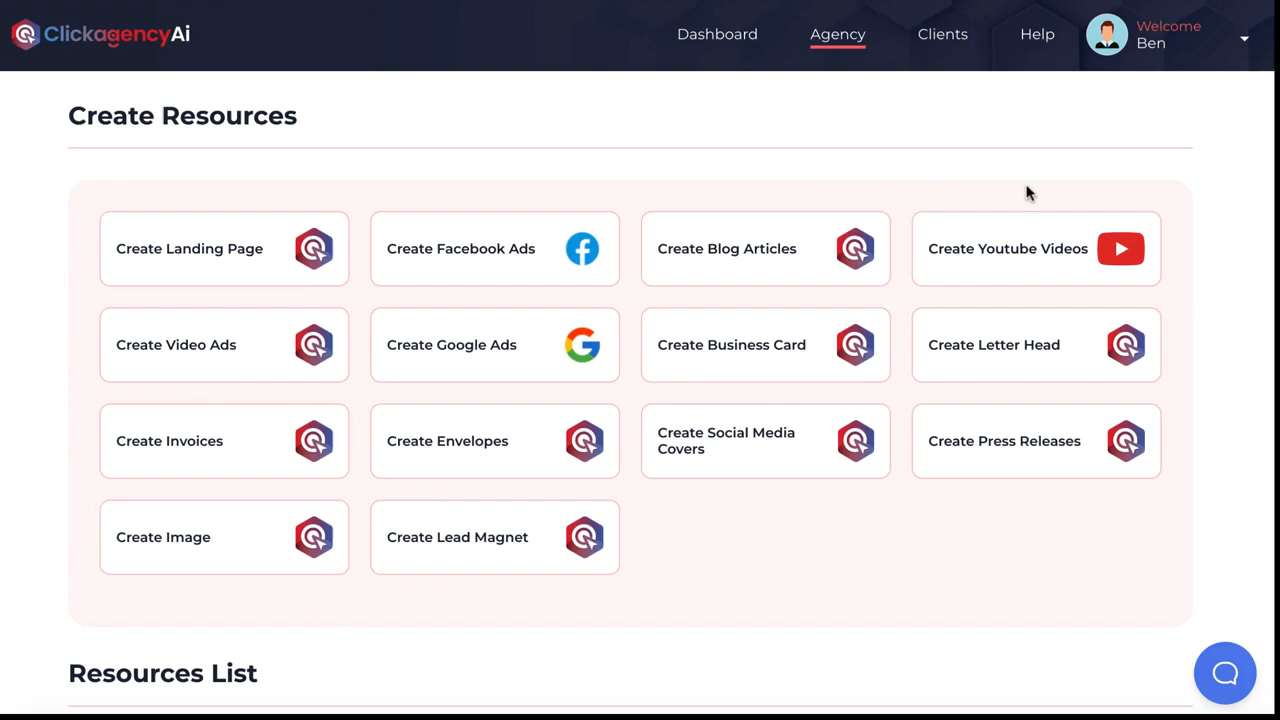 ClickagencyAi
Dashboard
Agency
Clients
Help
Welcome
Ben
Create Resources
Create Landing Page
Create Facebook Ads
Create Blog Articles
Create Youtube Videos
Create Video Ads
Create Google Ads
Create Business Card
Create Letter Head
Create Invoices
Create Envelopes
Create Social Media
Covers
Create Press Releases
Create Image
Create Lead Magnet
Resources List